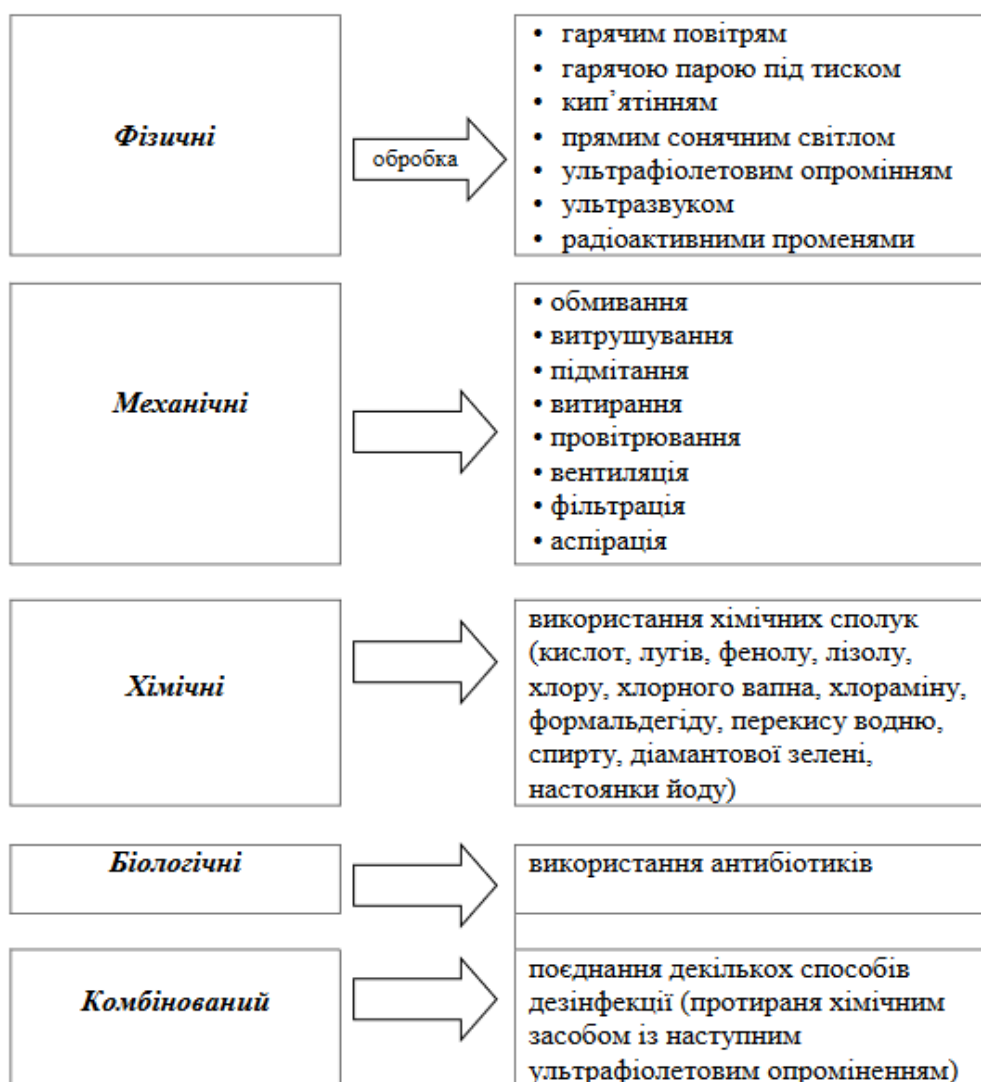 Фізичні
обробка
• гарячим повітрям
• гарячою парою під тиском
• кип’ятінням
• прямим сонячним світлом
• ультрафіолетовим опромінням
• ультразвуком
• радіоактивними променями
Механічні
• обмивання
• витрушування
• підмітання
• витирання
• провітрювання
• вентиляція
• фільтрація
• аспірація
Хімічні
використання хімічних сполук
(кислот, лугів, фенолу, лізолу,
хлору, хлорного вапна, хлораміну,
формальдегіду, перекису водню,
спирту, діамантової зелені,
настоянки йоду)
Біологічні
використання антибіотиків
Комбінований
поєднання декількох способів
дезінфекції (протираня хімічним
засобом із наступним
ультрафіолетовим опроміненням)